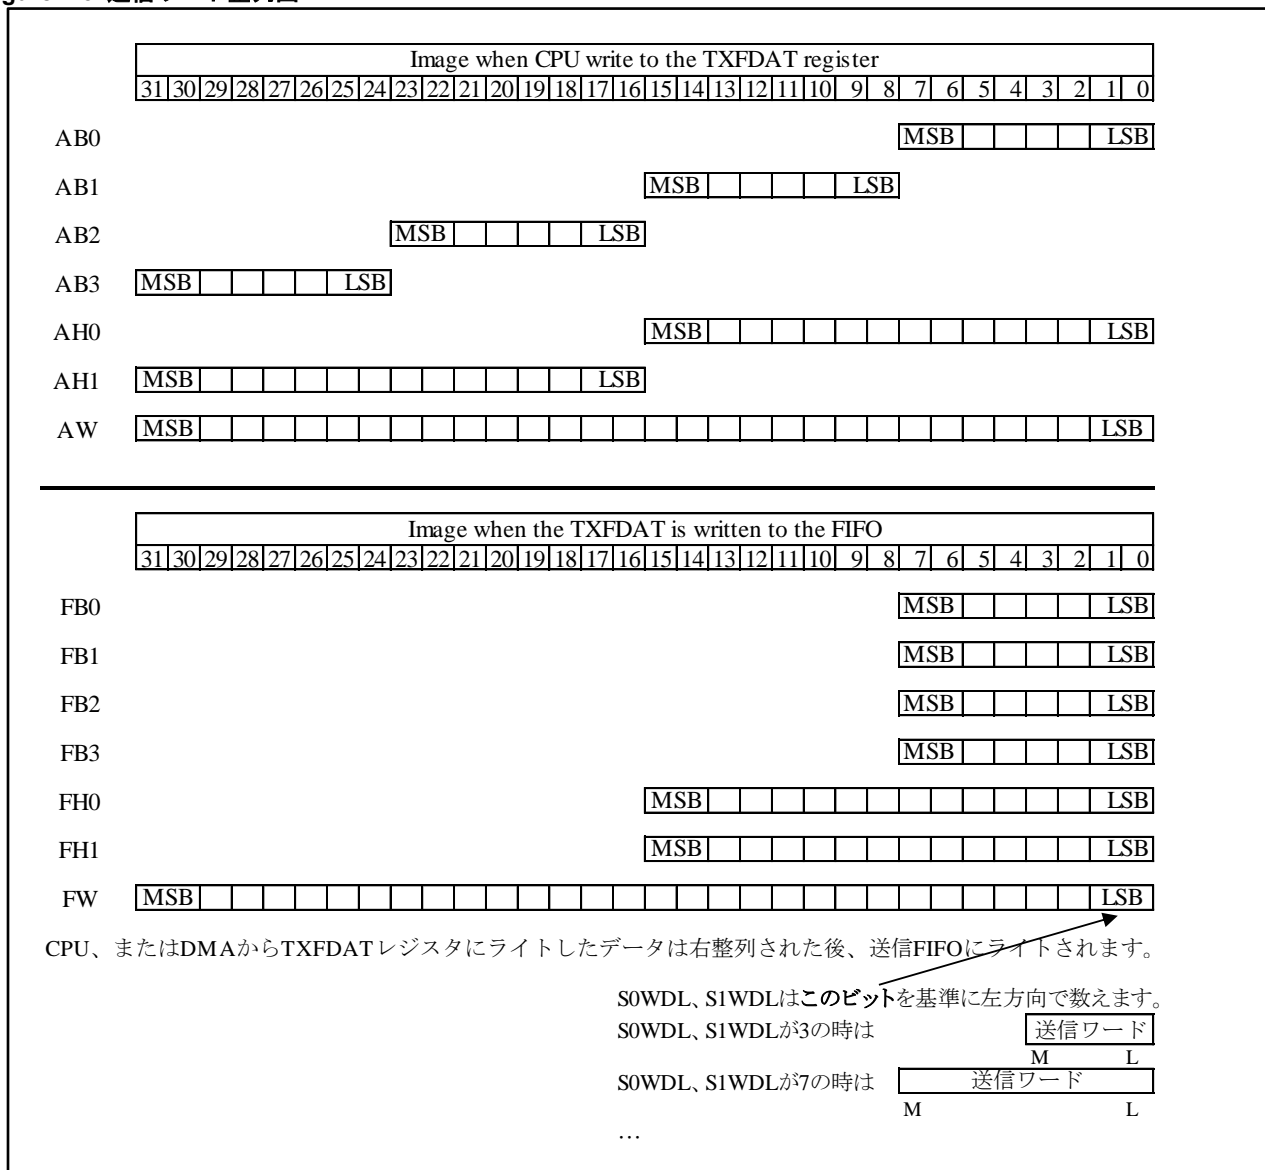 Image when CPU write to the TXFDAT register
31 30 29 28 27 26 25 24 23 22 21 20 19 18 17 16 15 14 13 12 11 10 9 8 7 6 5 4 3 2 1 0
AB0 MSB LSB
AB1 MSB LSB
AB2 MSB LSB
AB3 MSB LSB
AH0 MSB LSB
AH1 MSB LSB
AW MSB LSB
Image when the TXFDAT is written to the FIFO
31 30 29 28 27 26 25 24 23 22 21 20 19 18 17 16 15 14 13 12 11 10 9 8 7 6 5 4 3 2 1 0
FB0 MSB LSB
FB1 MSB LSB
FB2 MSB LSB
FB3 MSB LSB
FH0 MSB LSB
FH1 MSB LSB
FW MSB LSB
CPU、またはDMAからTXFDATレジスタにライトしたデータは右整列された後、送信FIFOにライトされます。
S0WDL、S1WDLはこのビットを基準に左方向で数えます。
S0WDL、S1WDLが3の時は 送信ワード
M L
S0WDL、S1WDLが7の時は 送信ワード
M L
…